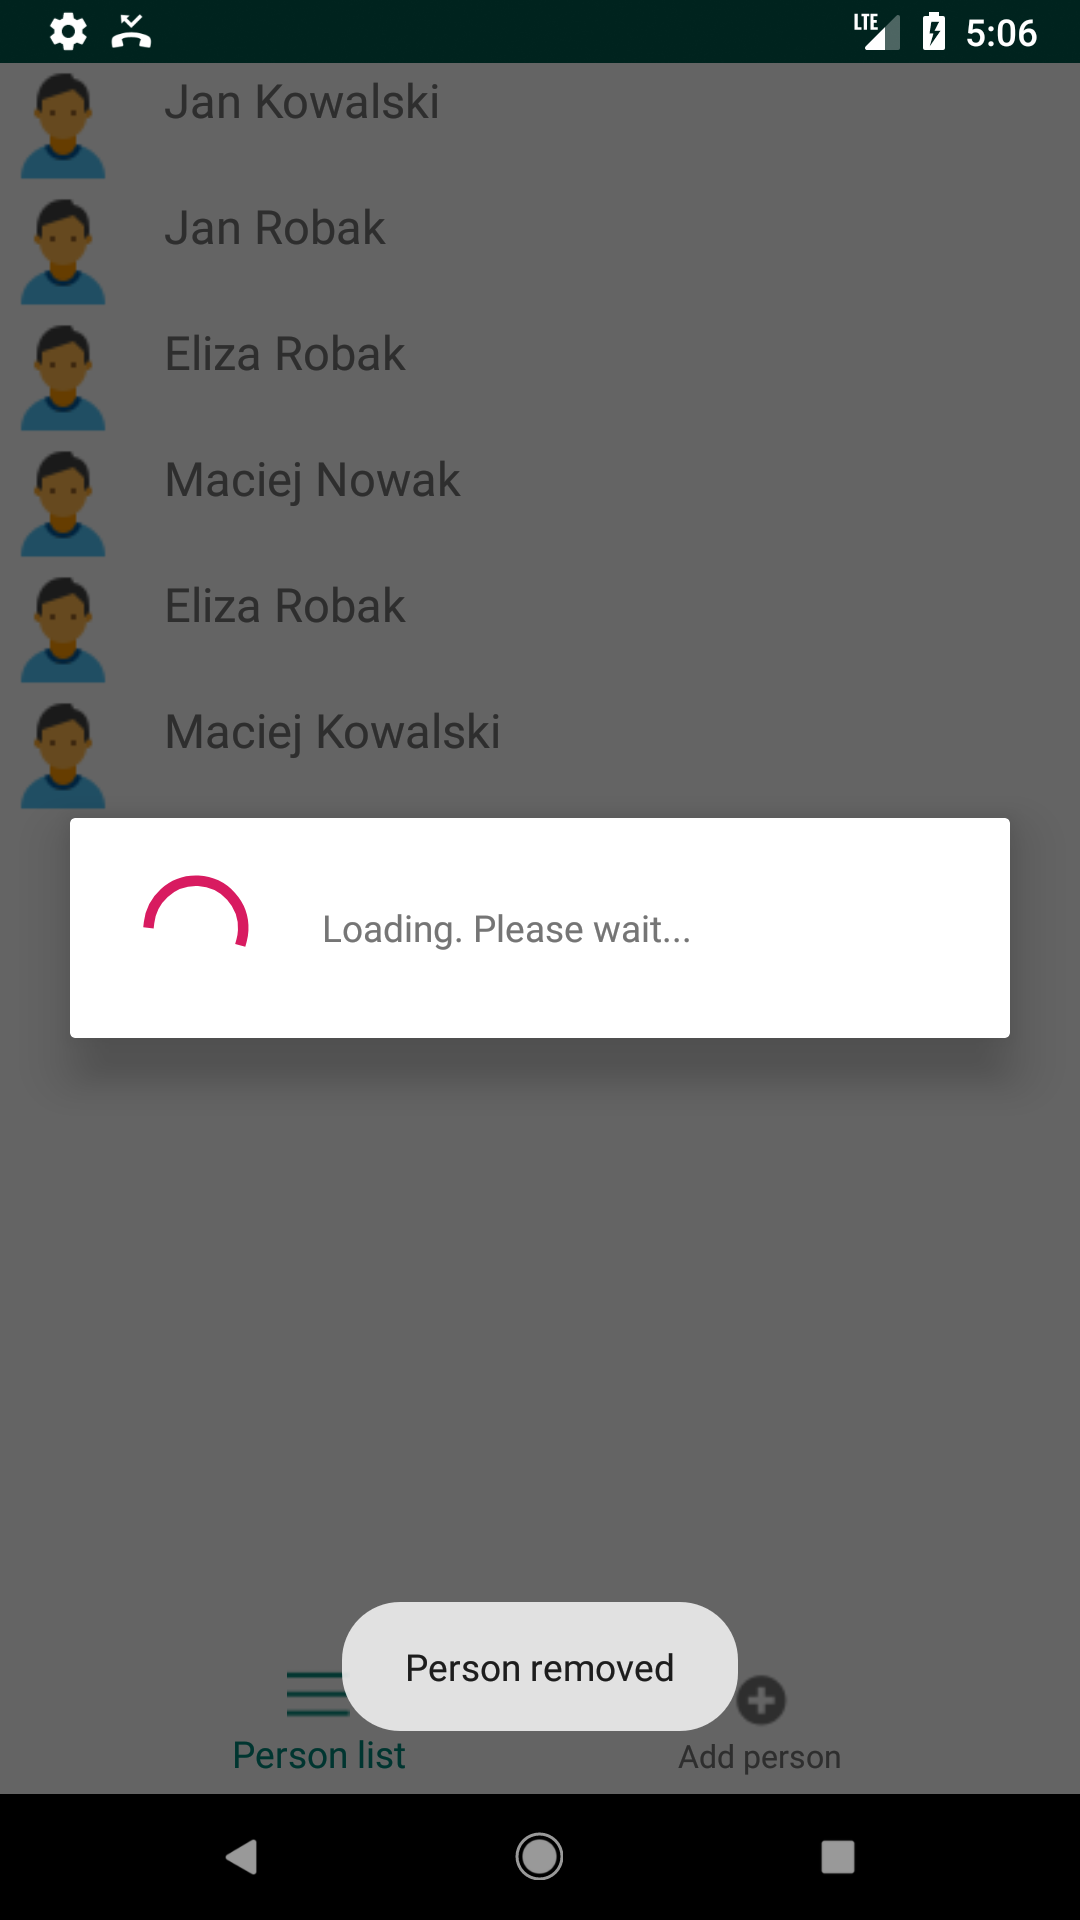 LTE 5:06
Jan Kowalski
Jan Robak
Eliza Robak
Maciej Nowak
Eliza Robak
Maciej Kowalski
Loading. Please wait...
Person removed
Person list
Add person